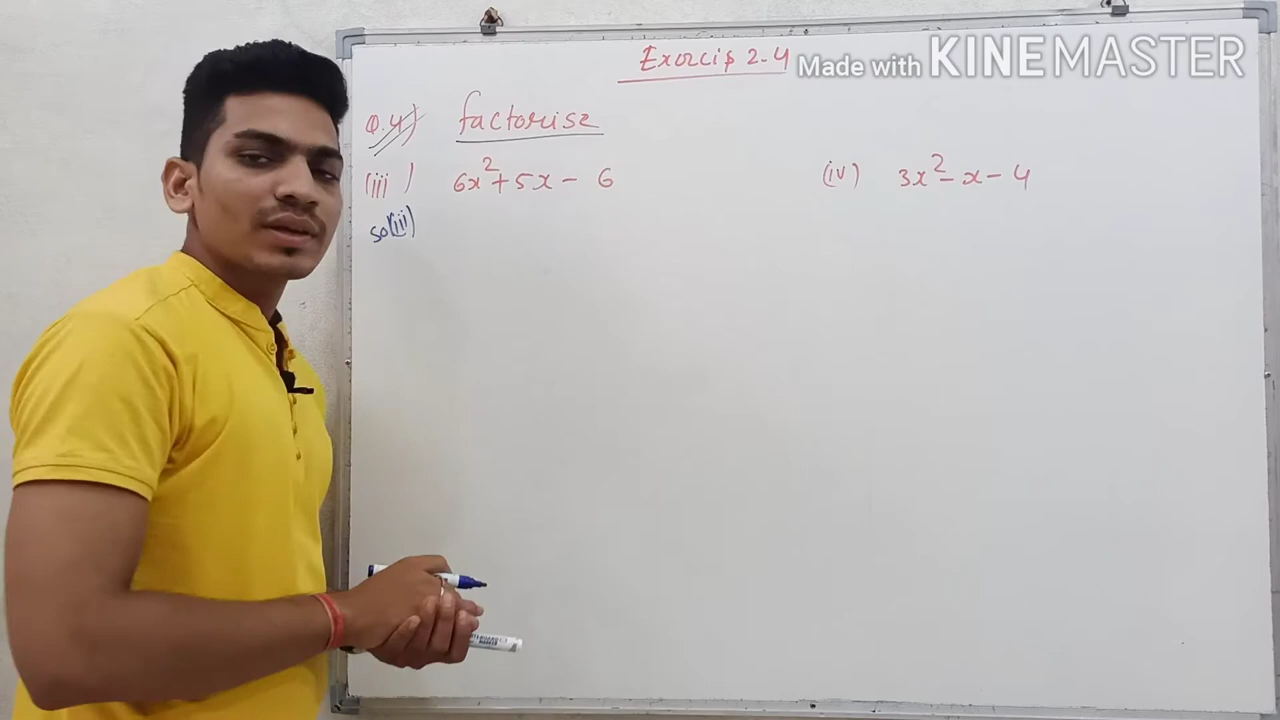 Exercise 2.4
Made with KINEMASTER
Q.4) factorise
(iii) 6x²+5x-6
(iv) 3x²-x-4
sol(iii)